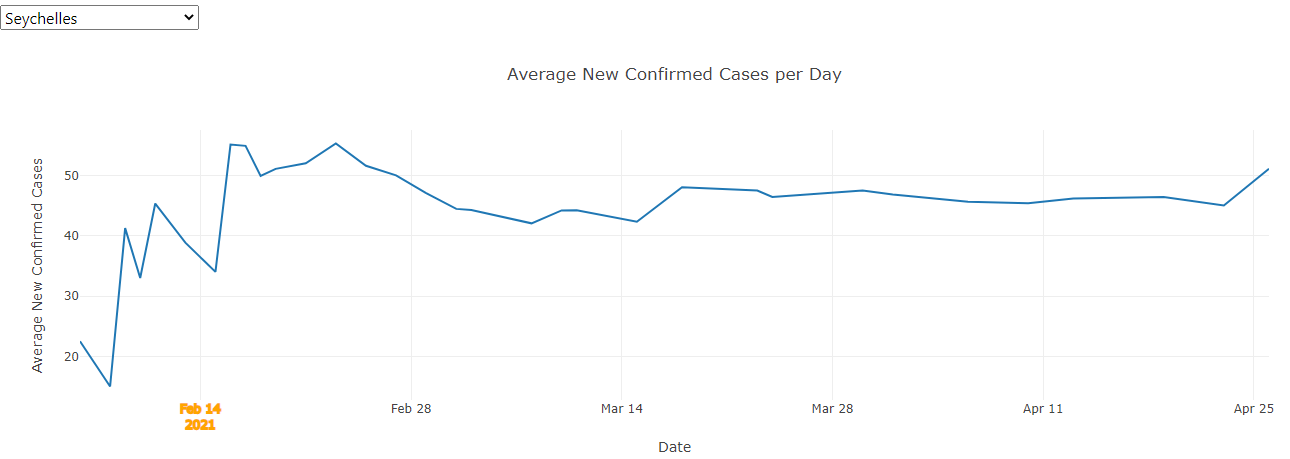 Seychelles
Average New Confirmed Cases per Day
Average New Confirmed Cases
50
40
30
20
Feb 14 Feb 28 Mar 14 Mar 28 Apr 11 Apr 25
2021
Date